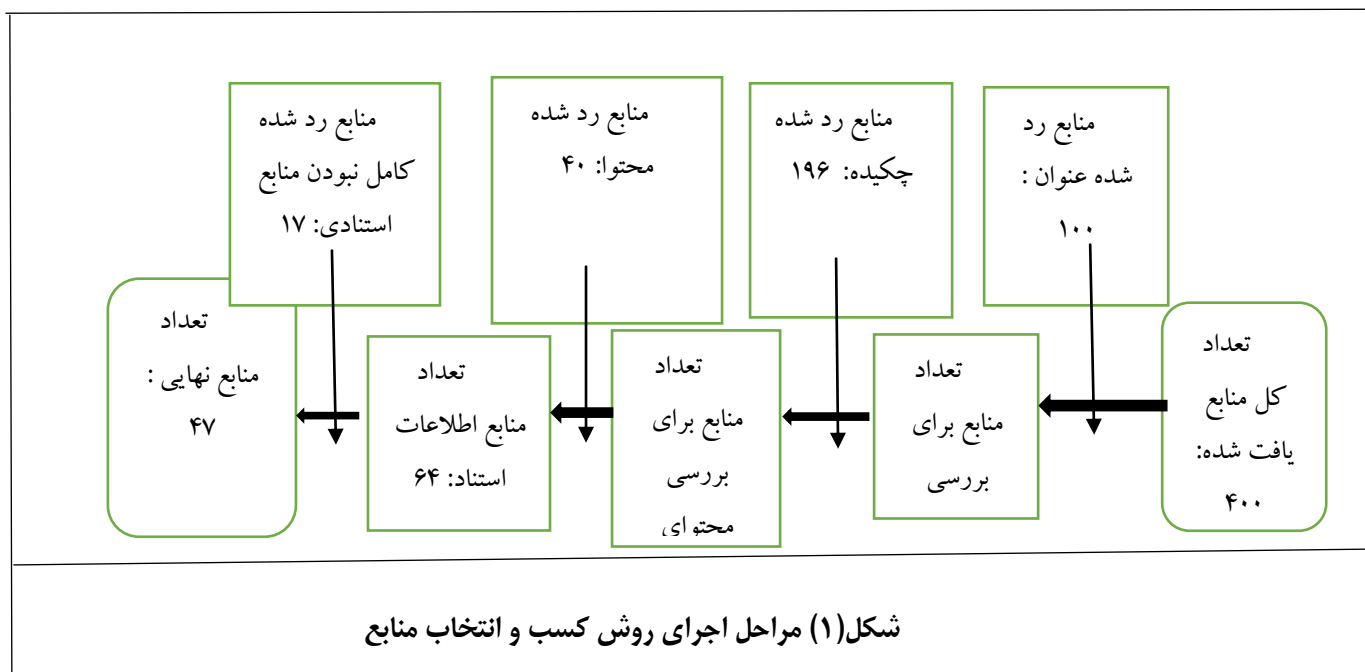 منابع رد شده
کامل نبودن منابع
استنادی: ۱۷
منابع رد شده
محتوا: ۴۰
منابع رد شده
چکیده: ۱۹۶
منابع رد
شده عنوان :
۱۰۰
تعداد
کل منابع
یافت شده:
۴۰۰
تعداد
منابع برای
بررسی
تعداد
منابع برای
بررسی
محتوای
تعداد
منابع اطلاعات
استناد: ۶۴
تعداد
منابع نهایی :
۴۷
شکل(۱) مراحل اجرای روش کسب و انتخاب منابع